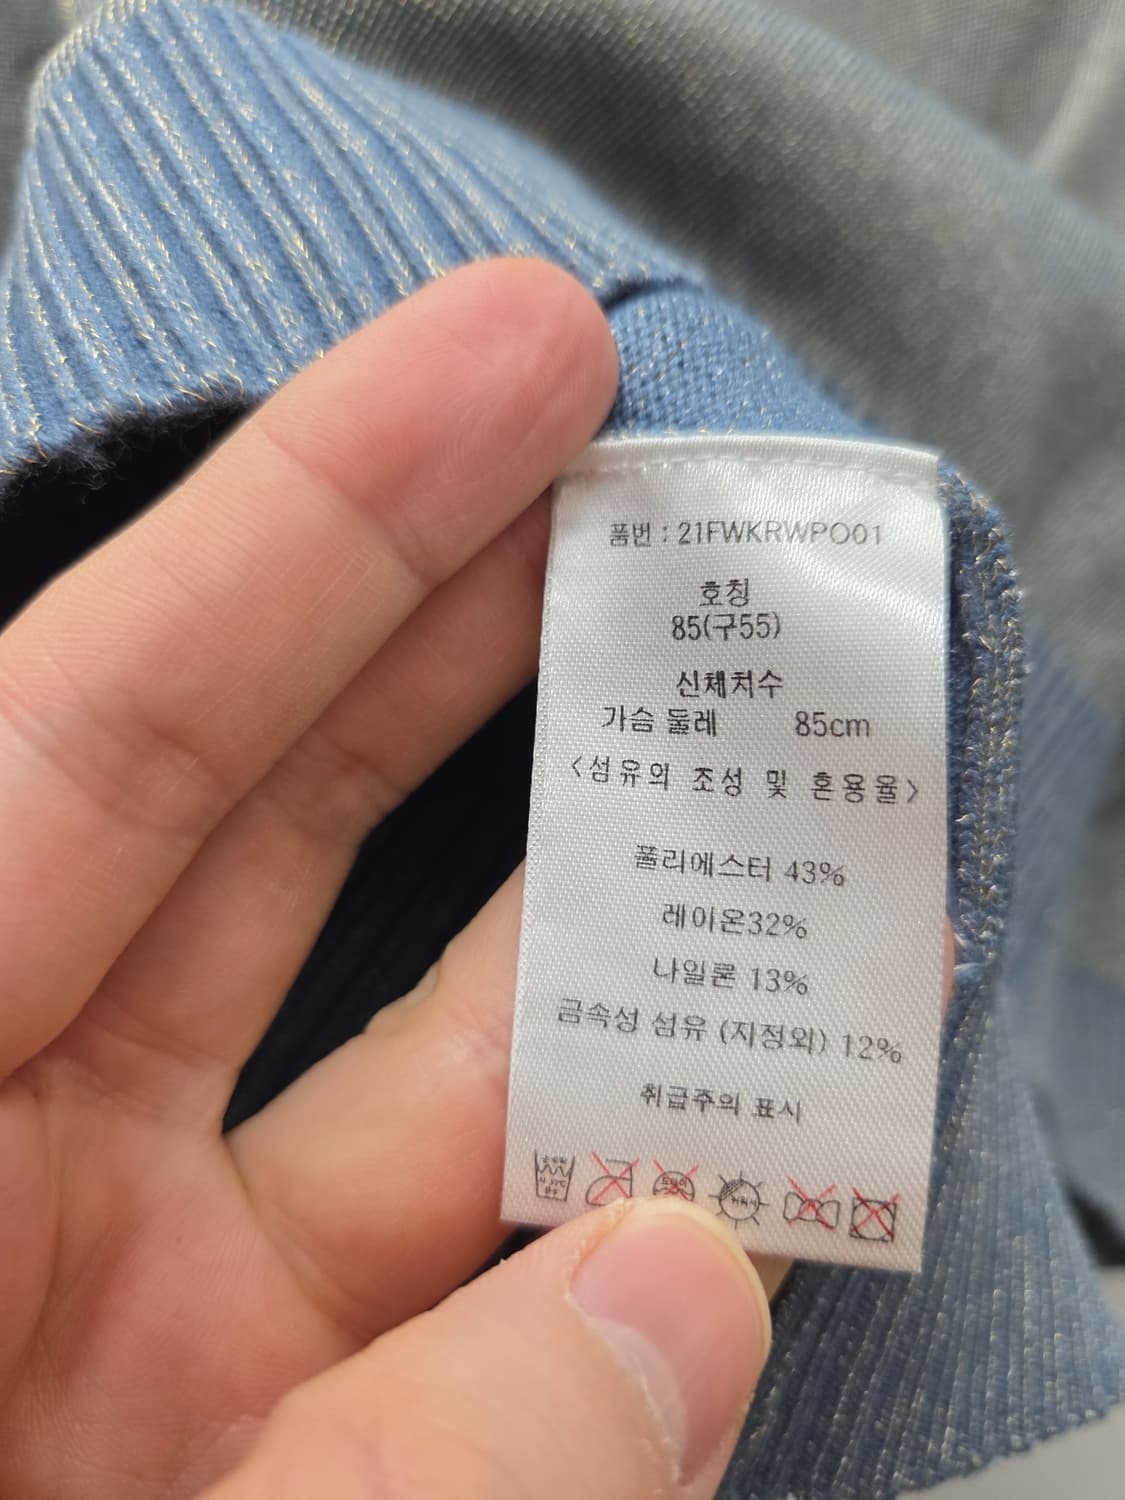 품번 : 21FWKRWPO01
호칭
85(구55)
신체치수
가슴 둘레 85cm
<섬유의 조성 및 혼용율>
폴리에스터 43%
레이온32%
나일론 13%
금속성 섬유 (지정외) 12%
취급주의 표시